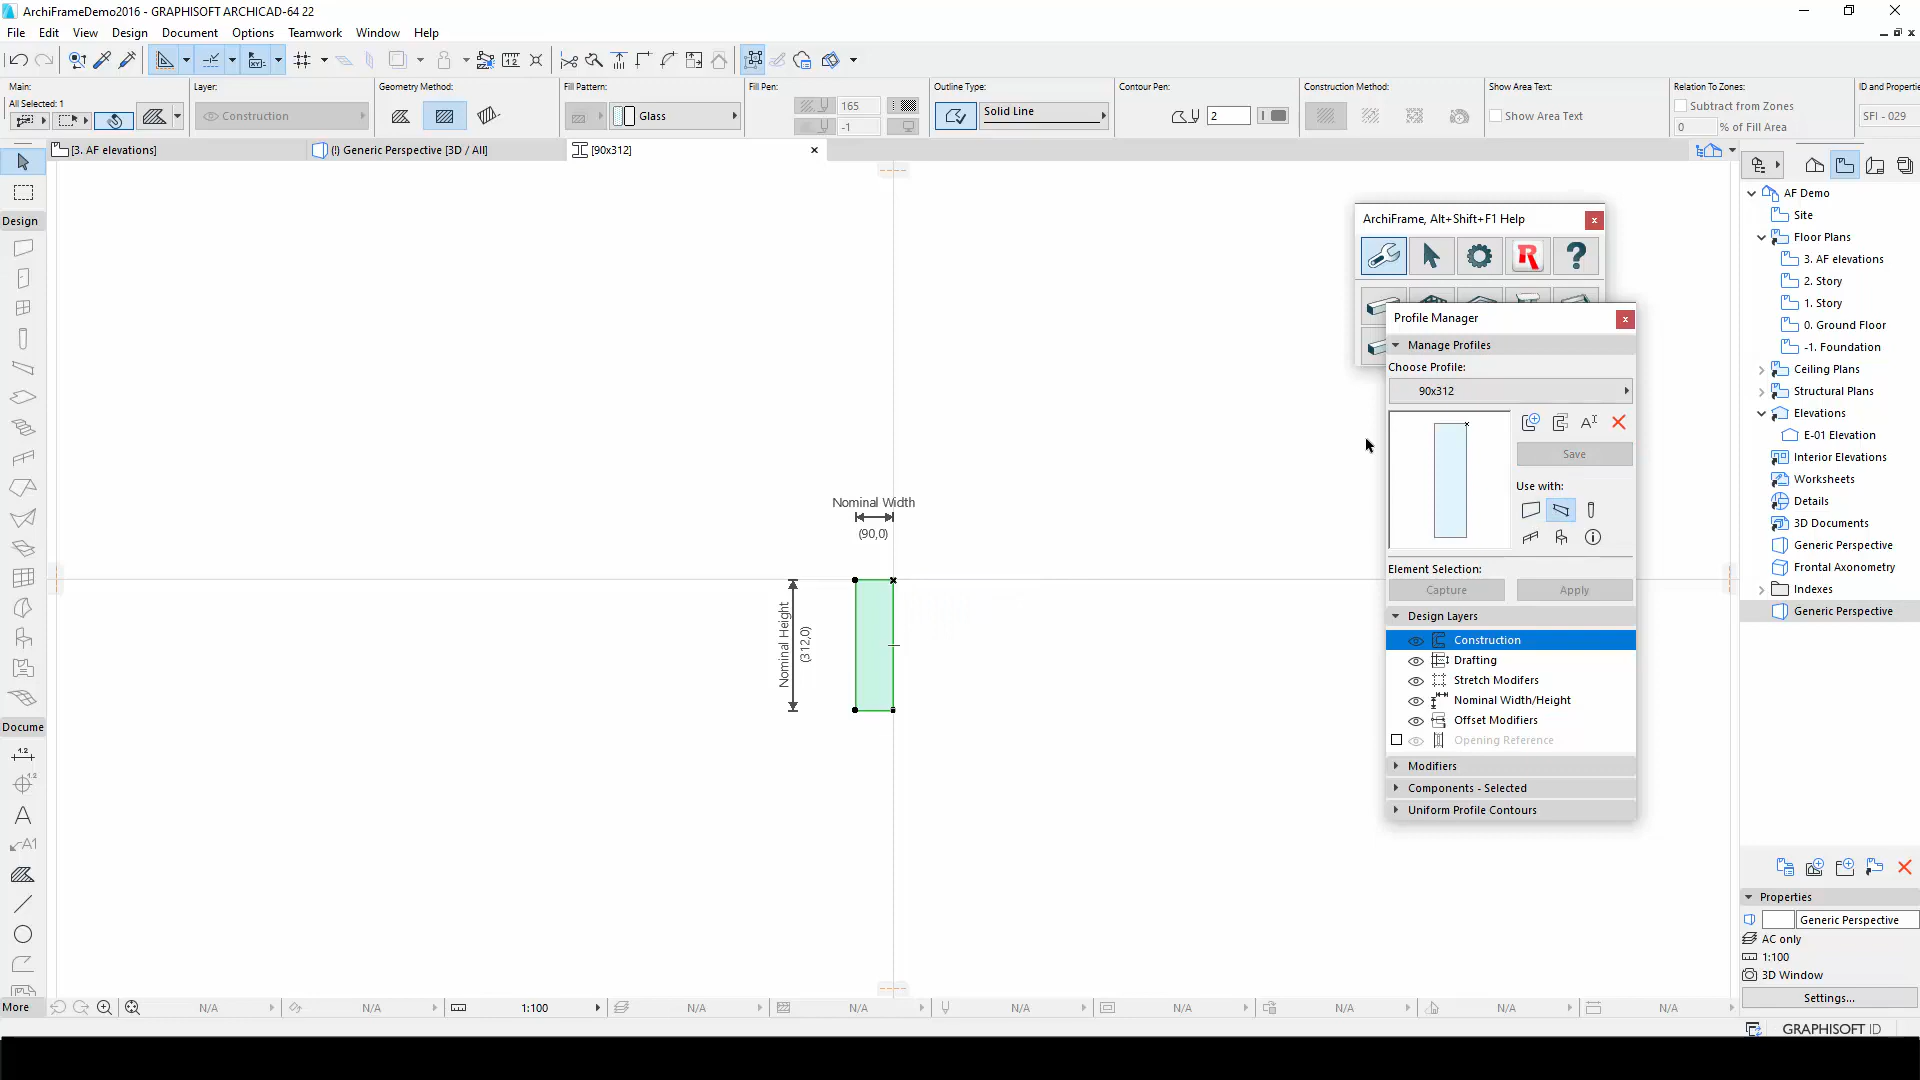 ArchiFrameDemo2016 - GRAPHISOFT ARCHICAD-64 22
File Edit View Design Document Options Teamwork Window Help
Main: Layer: Geometry Method: Fill Pattern: Fill Pen: Outline Type: Contour Pen: Construction Method: Show Area Text: Relation To Zones: ID and Propertie
All Selected: 1
Construction
Glass
165
-1
Solid Line
2
Show Area Text
Subtract from Zones
0 % of Fill Area
SFI - 029
[3. AF elevations]
(!) Generic Perspective [3D / All]
[90x312]
Design
Docume
1.2
1.2
A
A1
More
Nominal Width
(90,0)
Nominal Height
(312,0)
ArchiFrame, Alt+Shift+F1 Help
R
?
Profile Manager
Manage Profiles
Choose Profile:
90x312
Save
Use with:
Element Selection:
Capture Apply
Design Layers
Construction
Drafting
Stretch Modifers
Nominal Width/Height
Offset Modifiers
Opening Reference
Modifiers
Components - Selected
Uniform Profile Contours
AF Demo
Site
Floor Plans
3. AF elevations
2. Story
1. Story
0. Ground Floor
-1. Foundation
Ceiling Plans
Structural Plans
Elevations
E-01 Elevation
Interior Elevations
Worksheets
Details
3D Documents
Generic Perspective
Frontal Axonometry
Indexes
Generic Perspective
Properties
Generic Perspective
AC only
1:100
3D Window
Settings...
N/A N/A 1:100 N/A N/A N/A N/A N/A N/A N/A
GRAPHISOFT ID